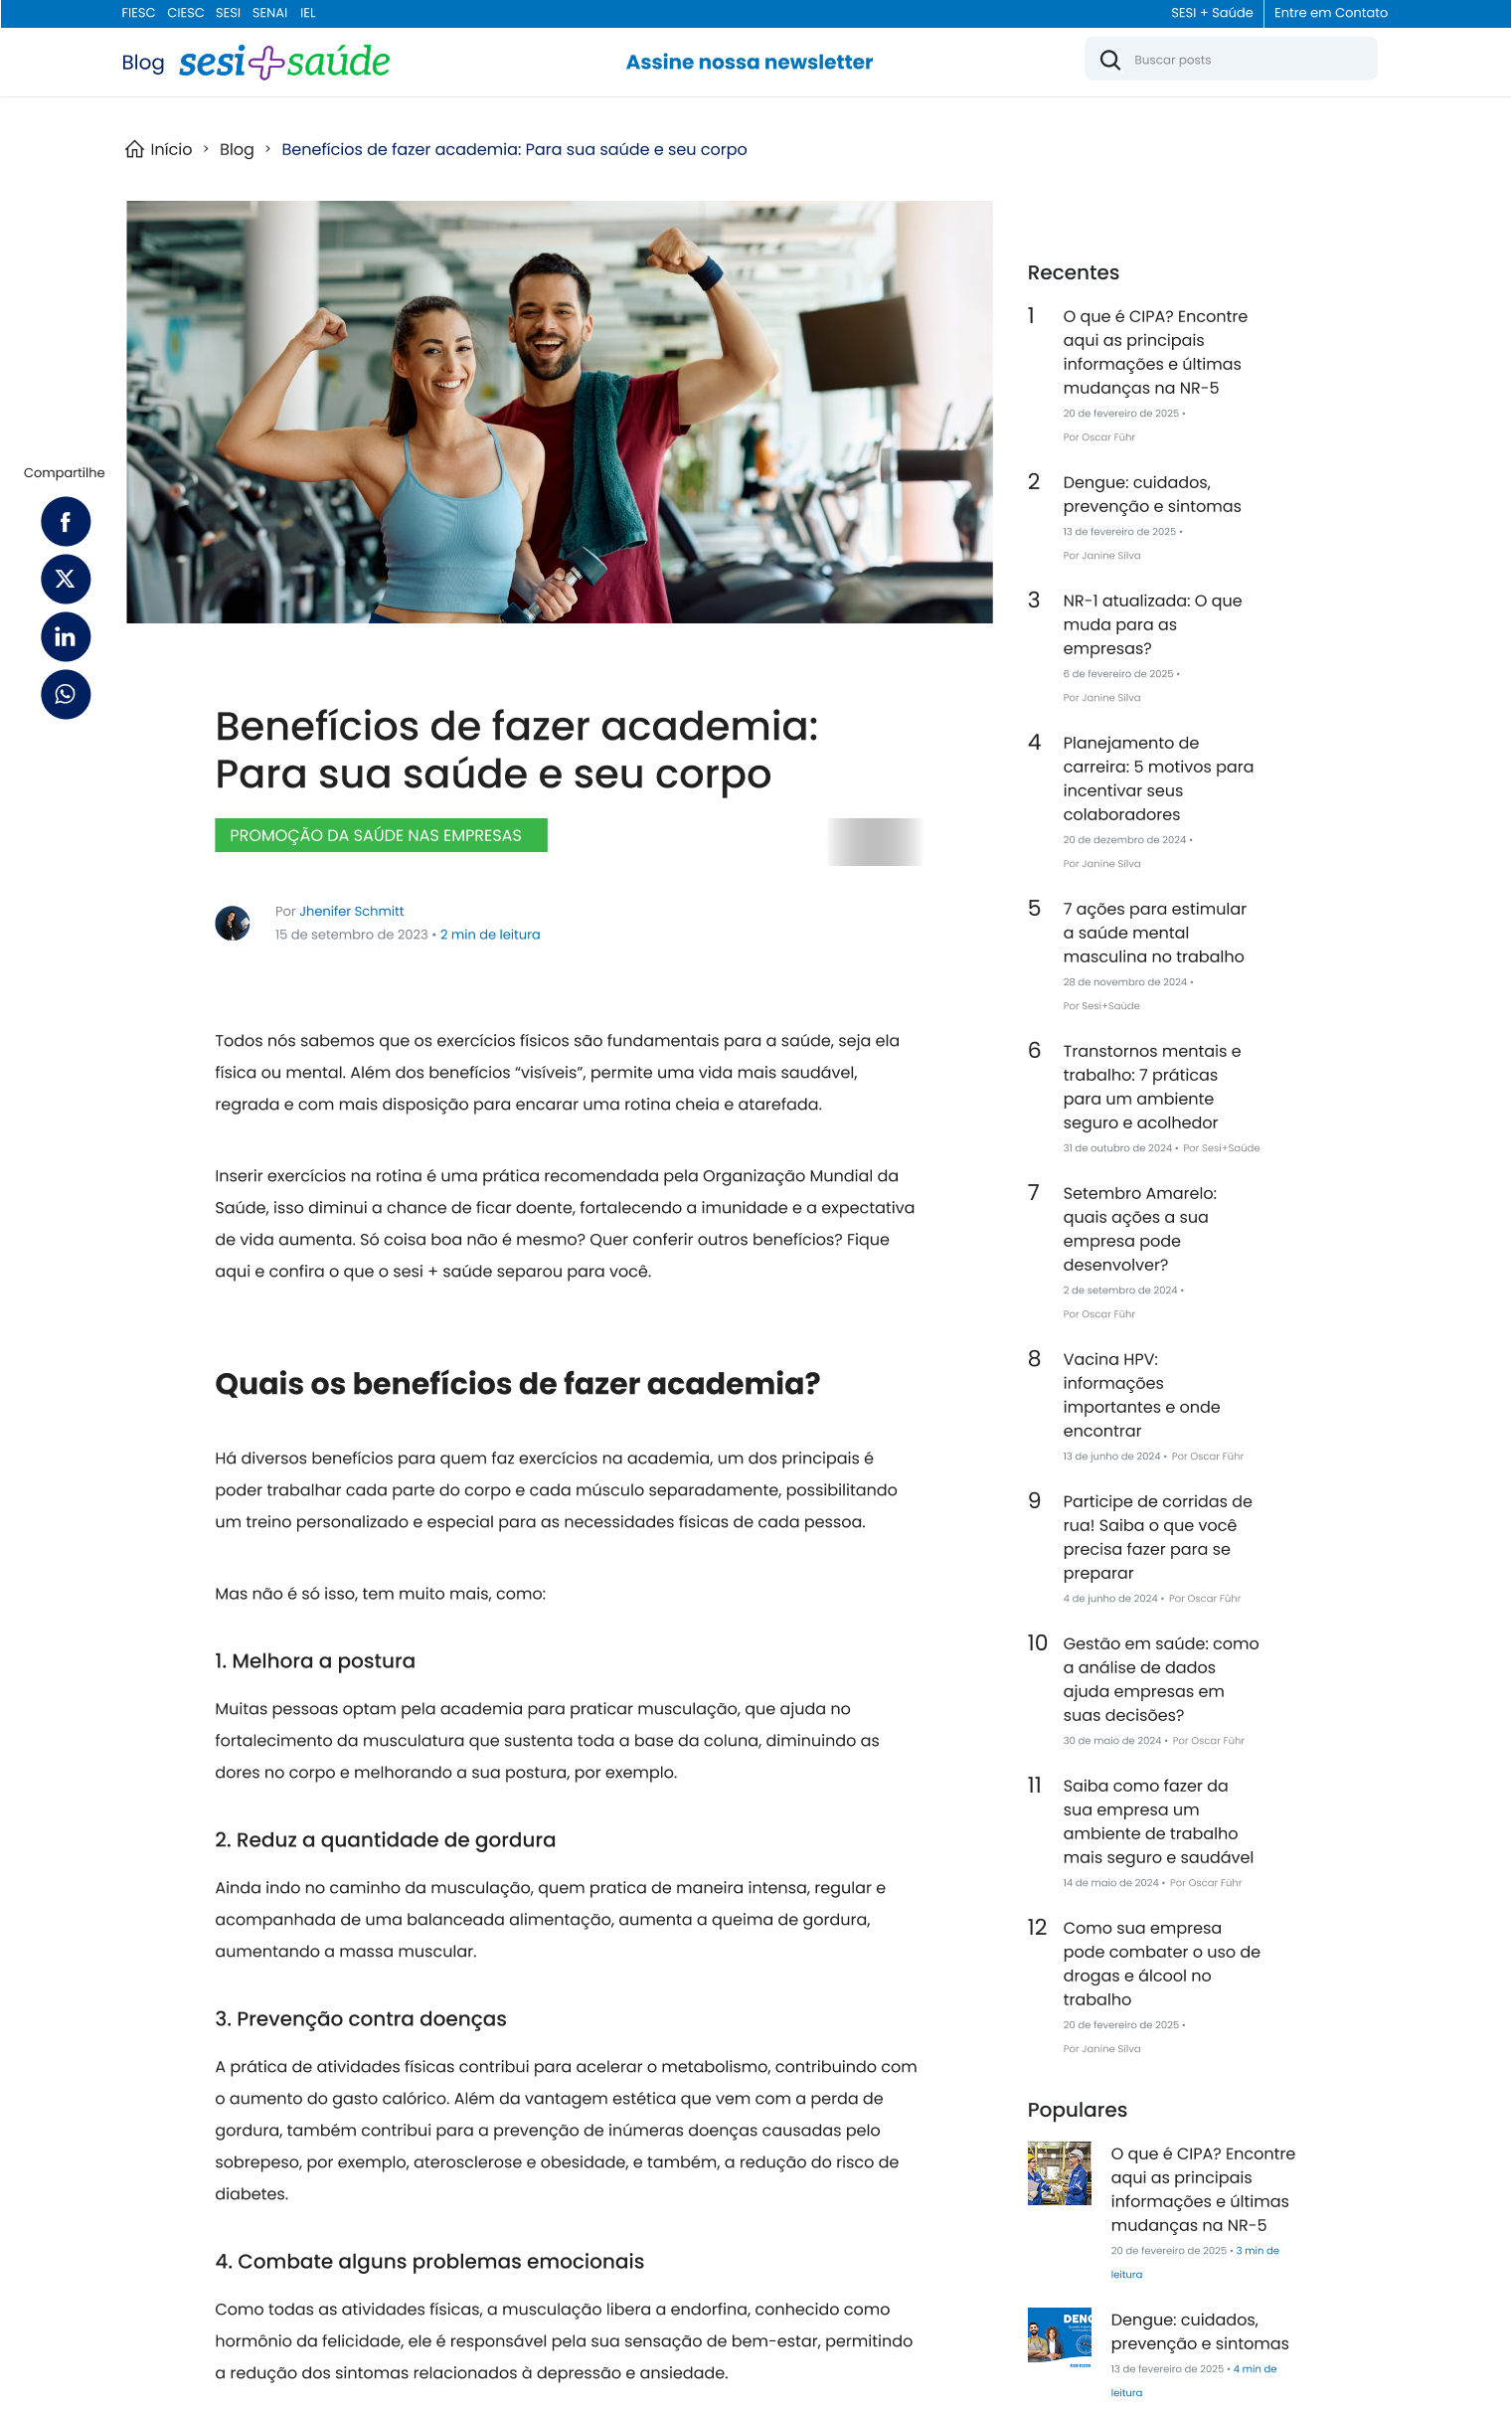 FIESC CIESC SESI SENAI IEL
SESI + Saúde
Entre em Contato
Blog sesi+saúde
Assine nossa newsletter
Buscar posts
Início > Blog > Benefícios de fazer academia: Para sua saúde e seu corpo
Compartilhe
Benefícios de fazer academia:
Para sua saúde e seu corpo
PROMOÇÃO DA SAÚDE NAS EMPRESAS
Por Jhenifer Schmitt
15 de setembro de 2023 • 2 min de leitura
Todos nós sabemos que os exercícios físicos são fundamentais para a saúde, seja ela
física ou mental. Além dos benefícios “visíveis”, permite uma vida mais saudável,
regrada e com mais disposição para encarar uma rotina cheia e atarefada.
Inserir exercícios na rotina é uma prática recomendada pela Organização Mundial da
Saúde, isso diminui a chance de ficar doente, fortalecendo a imunidade e a expectativa
de vida aumenta. Só coisa boa não é mesmo? Quer conferir outros benefícios? Fique
aqui e confira o que o sesi + saúde separou para você.
Quais os benefícios de fazer academia?
Há diversos benefícios para quem faz exercícios na academia, um dos principais é
poder trabalhar cada parte do corpo e cada músculo separadamente, possibilitando
um treino personalizado e especial para as necessidades físicas de cada pessoa.
Mas não é só isso, tem muito mais, como:
1. Melhora a postura
Muitas pessoas optam pela academia para praticar musculação, que ajuda no
fortalecimento da musculatura que sustenta toda a base da coluna, diminuindo as
dores no corpo e melhorando a sua postura, por exemplo.
2. Reduz a quantidade de gordura
Ainda indo no caminho da musculação, quem pratica de maneira intensa, regular e
acompanhada de uma balanceada alimentação, aumenta a queima de gordura,
aumentando a massa muscular.
3. Prevenção contra doenças
A prática de atividades físicas contribui para acelerar o metabolismo, contribuindo com
o aumento do gasto calórico. Além da vantagem estética que vem com a perda de
gordura, também contribui para a prevenção de inúmeras doenças causadas pelo
sobrepeso, por exemplo, aterosclerose e obesidade, e também, a redução do risco de
diabetes.
4. Combate alguns problemas emocionais
Como todas as atividades físicas, a musculação libera a endorfina, conhecido como
hormônio da felicidade, ele é responsável pela sua sensação de bem-estar, permitindo
a redução dos sintomas relacionados à depressão e ansiedade.
Recentes
1 O que é CIPA? Encontre
aqui as principais
informações e últimas
mudanças na NR-5
20 de fevereiro de 2025 •
Por Oscar Führ
2 Dengue: cuidados,
prevenção e sintomas
13 de fevereiro de 2025 •
Por Janine Silva
3 NR-1 atualizada: O que
muda para as
empresas?
6 de fevereiro de 2025 •
Por Janine Silva
4 Planejamento de
carreira: 5 motivos para
incentivar seus
colaboradores
20 de dezembro de 2024 •
Por Janine Silva
5 7 ações para estimular
a saúde mental
masculina no trabalho
28 de novembro de 2024 •
Por Sesi+Saúde
6 Transtornos mentais e
trabalho: 7 práticas
para um ambiente
seguro e acolhedor
31 de outubro de 2024 • Por Sesi+Saúde
7 Setembro Amarelo:
quais ações a sua
empresa pode
desenvolver?
2 de setembro de 2024 •
Por Oscar Führ
8 Vacina HPV:
informações
importantes e onde
encontrar
13 de junho de 2024 • Por Oscar Führ
9 Participe de corridas de
rua! Saiba o que você
precisa fazer para se
preparar
4 de junho de 2024 • Por Oscar Führ
10 Gestão em saúde: como
a análise de dados
ajuda empresas em
suas decisões?
30 de maio de 2024 • Por Oscar Führ
11 Saiba como fazer da
sua empresa um
ambiente de trabalho
mais seguro e saudável
14 de maio de 2024 • Por Oscar Führ
12 Como sua empresa
pode combater o uso de
drogas e álcool no
trabalho
20 de fevereiro de 2025 •
Por Janine Silva
Populares
O que é CIPA? Encontre
aqui as principais
informações e últimas
mudanças na NR-5
20 de fevereiro de 2025 • 3 min de
leitura
Dengue: cuidados,
prevenção e sintomas
13 de fevereiro de 2025 • 4 min de
leitura